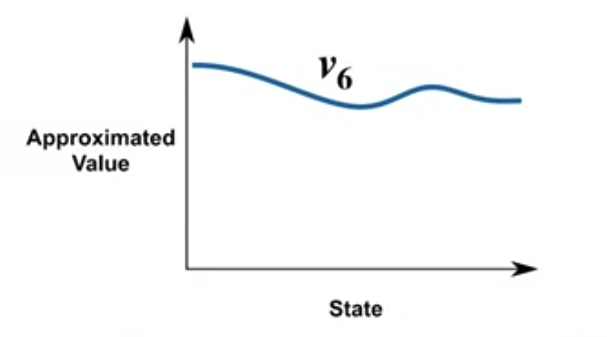 v6
Approximated
Value
State